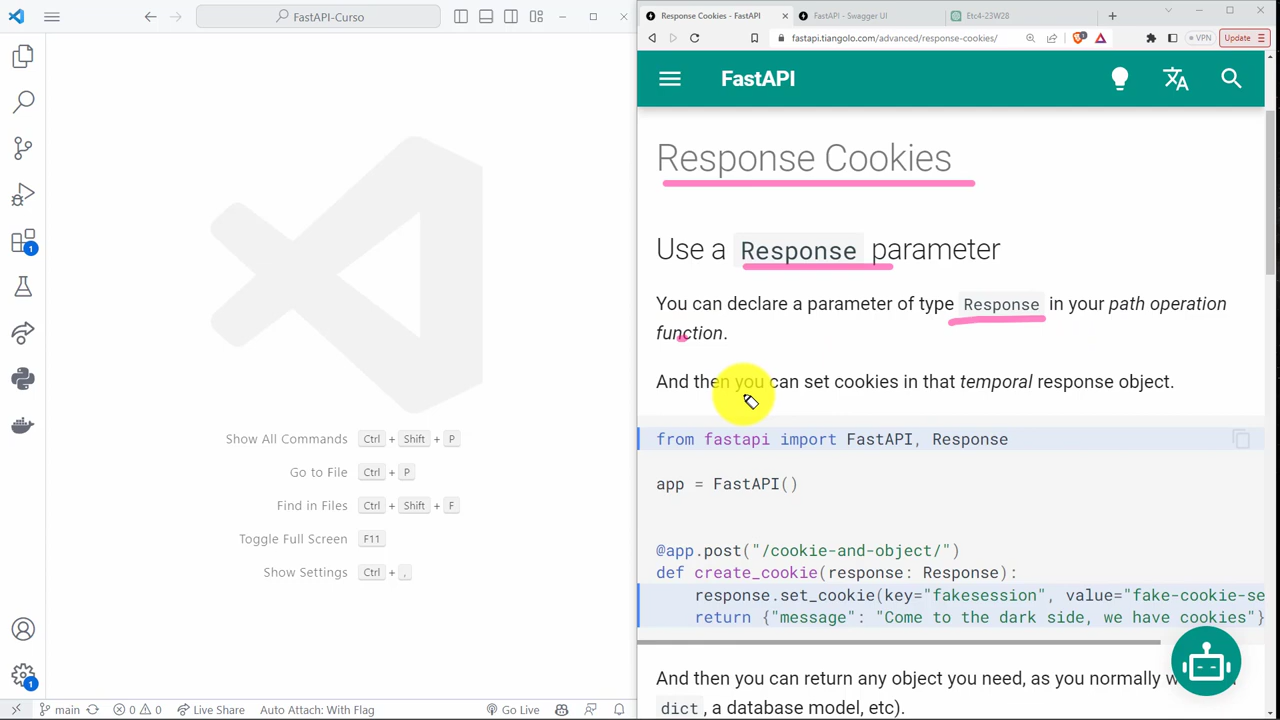 FastAPI-Curso
Show All Commands Ctrl + Shift + P
Go to File Ctrl + P
Find in Files Ctrl + Shift + F
Toggle Full Screen F11
Show Settings Ctrl + ,
1
1
main 0 0 Live Share Auto Attach: With Flag Go Live
Response Cookies - FastAPI FastAPI - Swagger UI Etc4-23W28
fastapi.tiangolo.com/advanced/response-cookies/ VPN Update
FastAPI
Response Cookies
Use a Response parameter
You can declare a parameter of type Response in your path operation
function.
And then you can set cookies in that temporal response object.
from fastapi import FastAPI, Response
app = FastAPI()
@app.post("/cookie-and-object/")
def create_cookie(response: Response):
response.set_cookie(key="fakesession", value="fake-cookie-se
return {"message": "Come to the dark side, we have cookies"}
And then you can return any object you need, as you normally w
dict, a database model, etc).